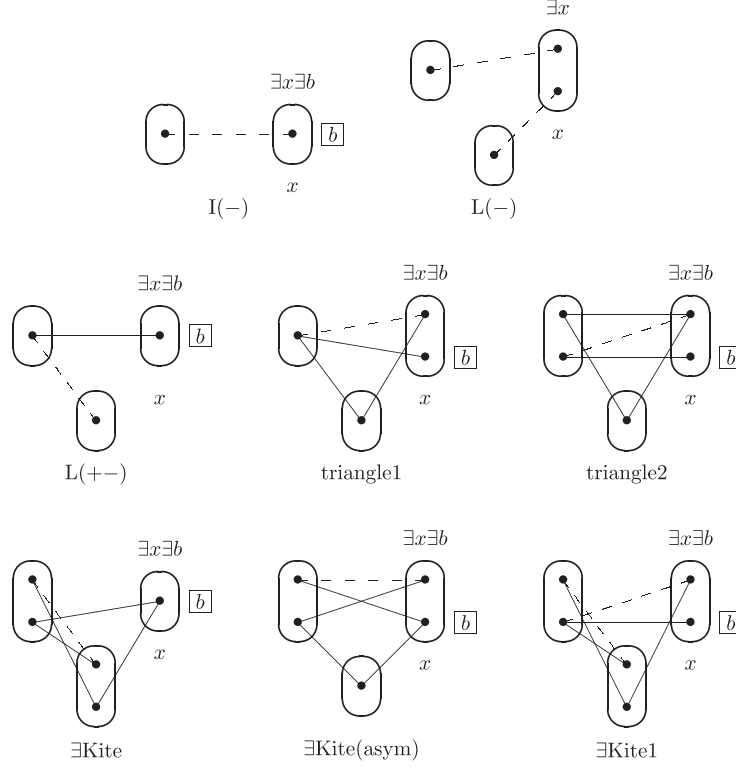 ∃x
∃x∃b
b
x
x
I(−)
L(−)
∃x∃b
∃x∃b
∃x∃b
b
b
b
x
x
x
L(+−)
triangle1
triangle2
∃x∃b
∃x∃b
∃x∃b
b
b
b
x
x
x
∃Kite
∃Kite(asym)
∃Kite1